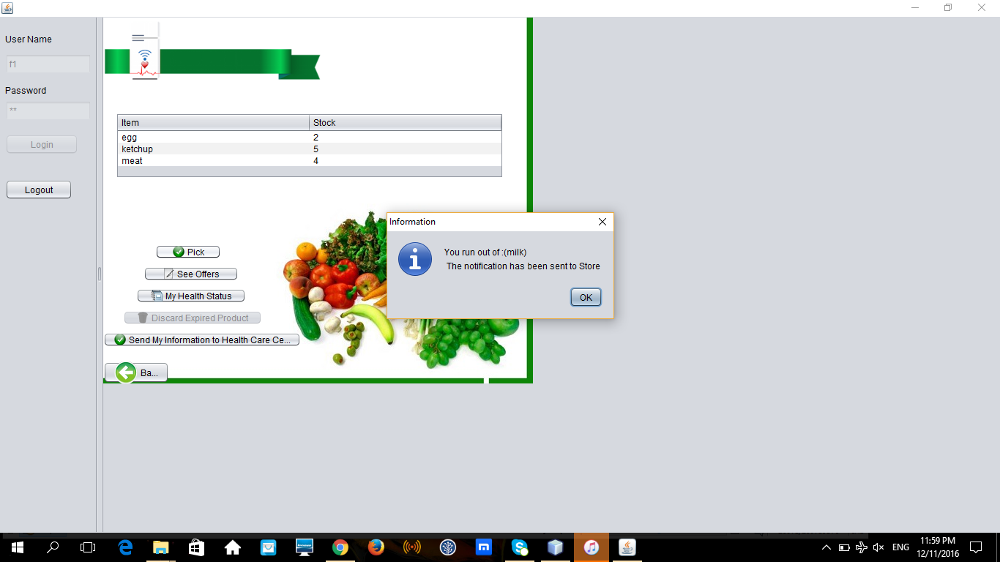 User Name
f1
Password
**
Login
Logout
Item Stock
egg 2
ketchup 5
meat 4
Pick
See Offers
My Health Status
Discard Expired Product
Send My Information to Health Care Ce...
Ba...
Information
You run out of :(milk)
The notification has been sent to Store
OK
ENG
11:59 PM
12/11/2016